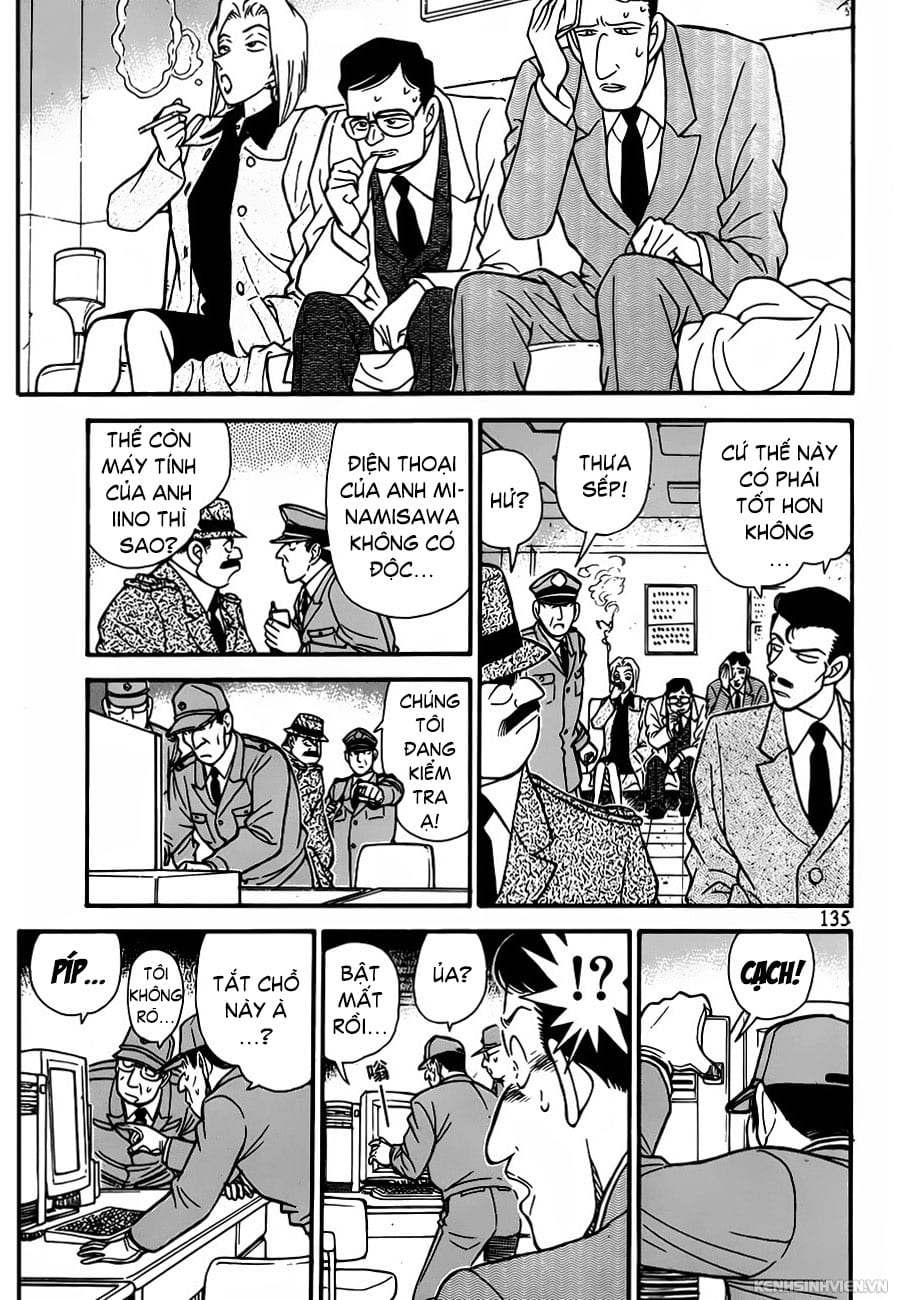 CỨ THẾ NÀY
CÓ PHẢI
TỐT HƠN
KHÔNG
...
THƯA
SẾP!
HỬ?
ĐIỆN THOẠI
CỦA ANH MI-
NAMISAWA
KHÔNG CÓ
ĐỘC...
THẾ CÒN
MÁY TÍNH
CỦA ANH
IINO THÌ
SAO?
CHÚNG
TÔI
ĐANG
KIỂM
TRA
Ạ!
135
CẠCH!
!?
ỦA?
BẬT
MẤT
RỒI...
嗡
TẮT CHỖ
NÀY À
...?
TÔI
KHÔNG
RÕ...
PÍP...
KENHSINHVIEN.VN